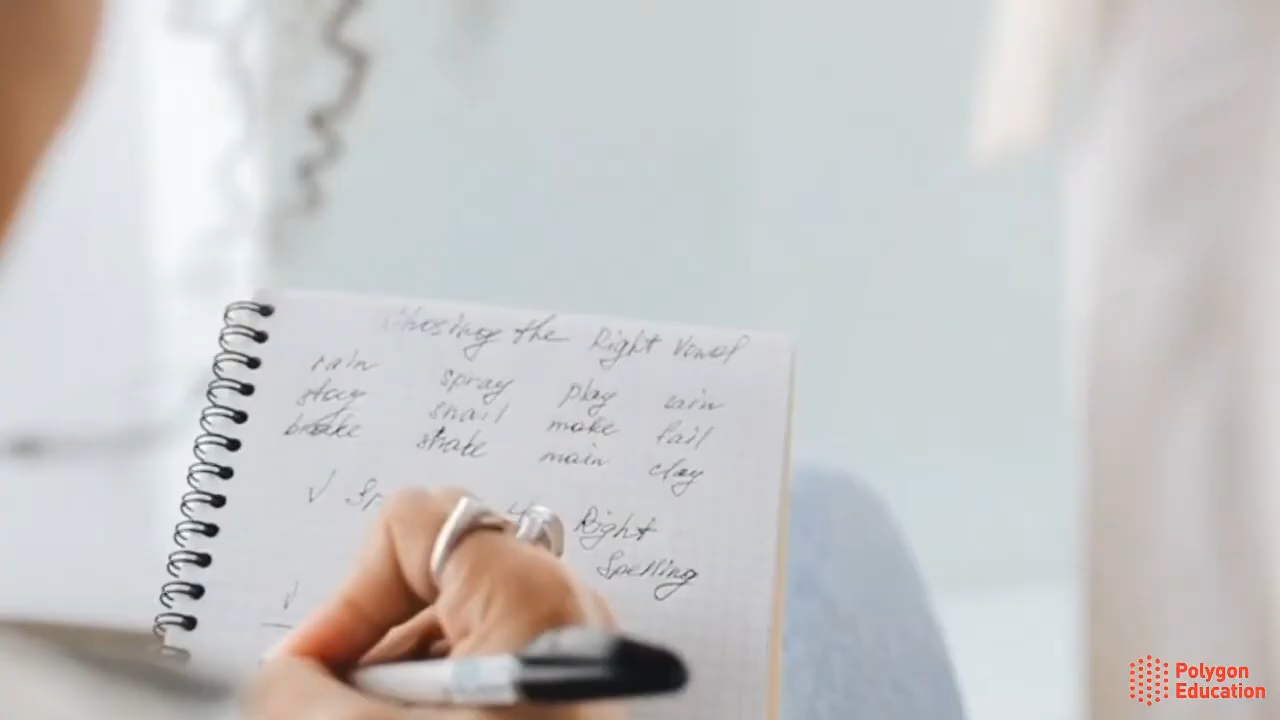 Choosing the Right Vowel
rain spray play rain
stay snail make fail
brake shake main clay
√ Right
Spelling
√
Polygon
Education